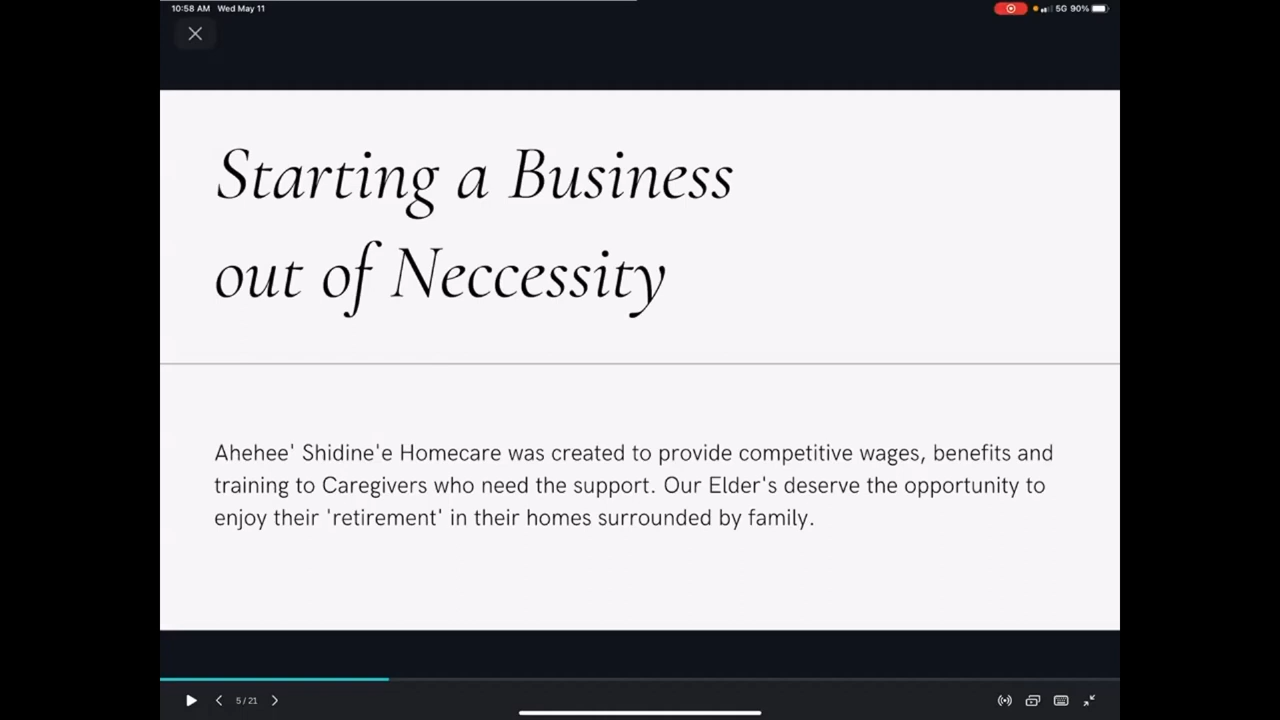 10:58 AM Wed May 11
5G 90%
Starting a Business
out of Neccessity
Ahehee' Shidine'e Homecare was created to provide competitive wages, benefits and
training to Caregivers who need the support. Our Elder's deserve the opportunity to
enjoy their 'retirement' in their homes surrounded by family.
5 / 21